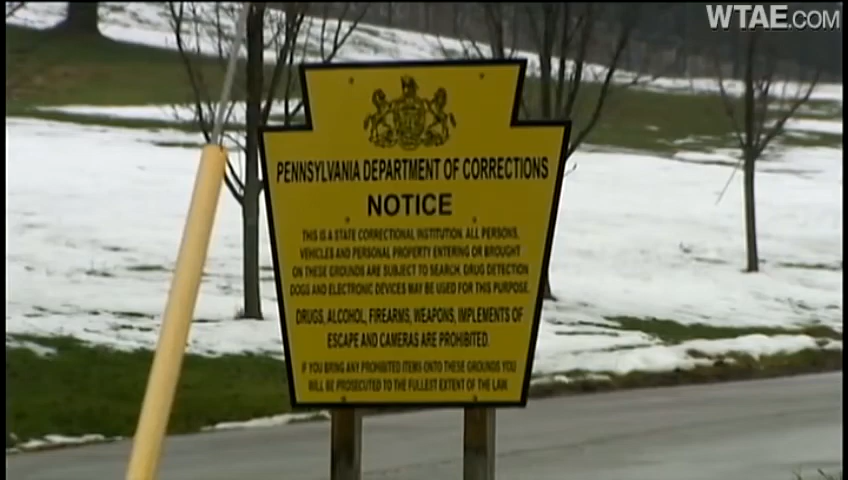 WTAE.COM
PENNSYLVANIA DEPARTMENT OF CORRECTIONS
NOTICE
THIS IS A STATE CORRECTIONAL INSTITUTION. ALL PERSONS,
VEHICLES AND PERSONAL PROPERTY ENTERING OR BROUGHT
ON THESE GROUNDS ARE SUBJECT TO SEARCH. DRUG DETECTION
DOGS AND ELECTRONIC DEVICES MAY BE USED FOR THIS PURPOSE.
DRUGS, ALCOHOL, FIREARMS, WEAPONS, IMPLEMENTS OF
ESCAPE AND CAMERAS ARE PROHIBITED.
IF YOU BRING ANY PROHIBITED ITEMS ONTO THESE GROUNDS YOU
WILL BE PROSECUTED TO THE FULLEST EXTENT OF THE LAW